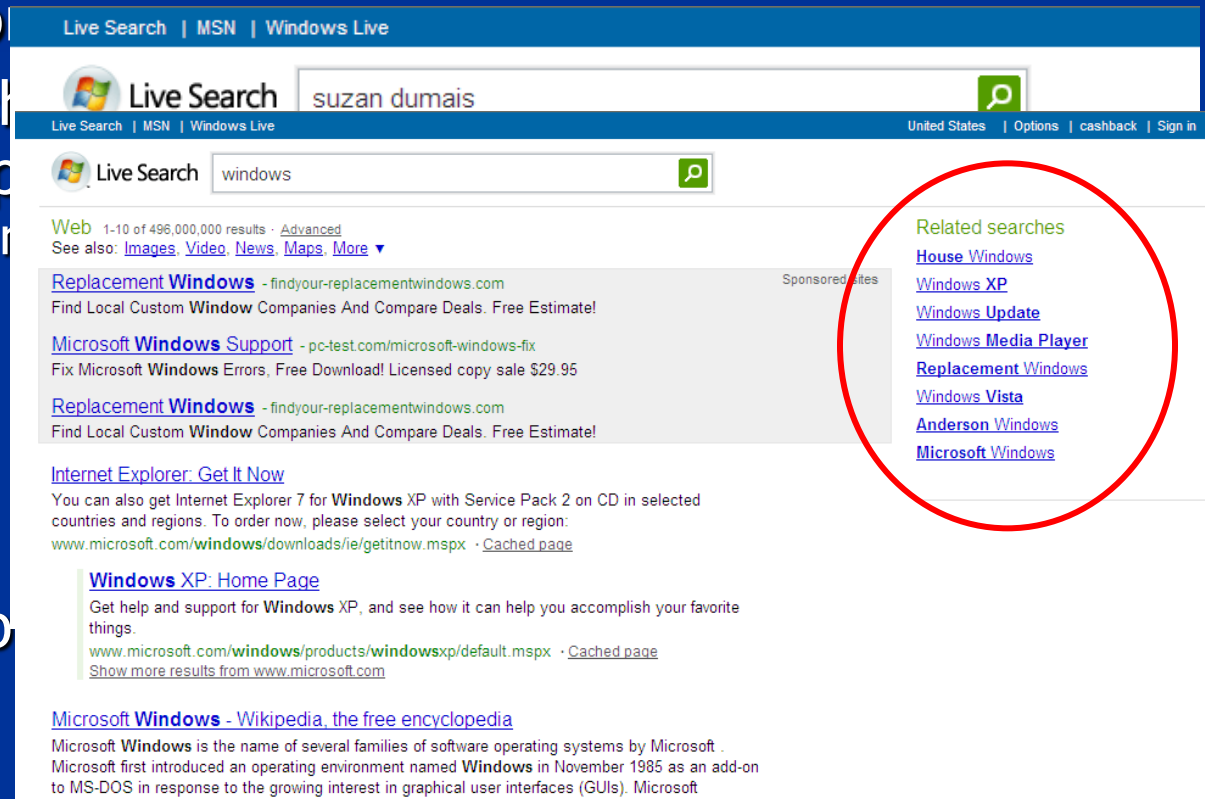 Live Search | MSN | Windows Live
Live Search suzan dumais
Live Search | MSN | Windows Live United States | Options | cashback | Sign in
Live Search windows
Web 1-10 of 496,000,000 results · Advanced
See also: Images, Video, News, Maps, More ▼
Replacement Windows - findyour-replacementwindows.com Sponsored sites
Find Local Custom Window Companies And Compare Deals. Free Estimate!
Microsoft Windows Support - pc-test.com/microsoft-windows-fix
Fix Microsoft Windows Errors, Free Download! Licensed copy sale $29.95
Replacement Windows - findyour-replacementwindows.com
Find Local Custom Window Companies And Compare Deals. Free Estimate!
Internet Explorer: Get It Now
You can also get Internet Explorer 7 for Windows XP with Service Pack 2 on CD in selected
countries and regions. To order now, please select your country or region:
www.microsoft.com/windows/downloads/ie/getitnow.mspx · Cached page
Windows XP: Home Page
Get help and support for Windows XP, and see how it can help you accomplish your favorite
things.
www.microsoft.com/windows/products/windowsxp/default.mspx · Cached page
Show more results from www.microsoft.com
Microsoft Windows - Wikipedia, the free encyclopedia
Microsoft Windows is the name of several families of software operating systems by Microsoft .
Microsoft first introduced an operating environment named Windows in November 1985 as an add-on
to MS-DOS in response to the growing interest in graphical user interfaces (GUIs). Microsoft
Related searches
House Windows
Windows XP
Windows Update
Windows Media Player
Replacement Windows
Windows Vista
Anderson Windows
Microsoft Windows